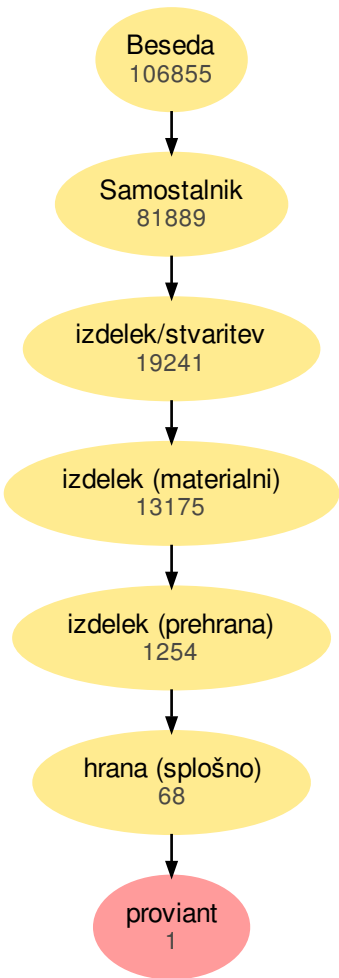 Beseda
106855
Samostalnik
81889
izdelek/stvaritev
19241
izdelek (materialni)
13175
izdelek (prehrana)
1254
hrana (splošno)
68
proviant
1